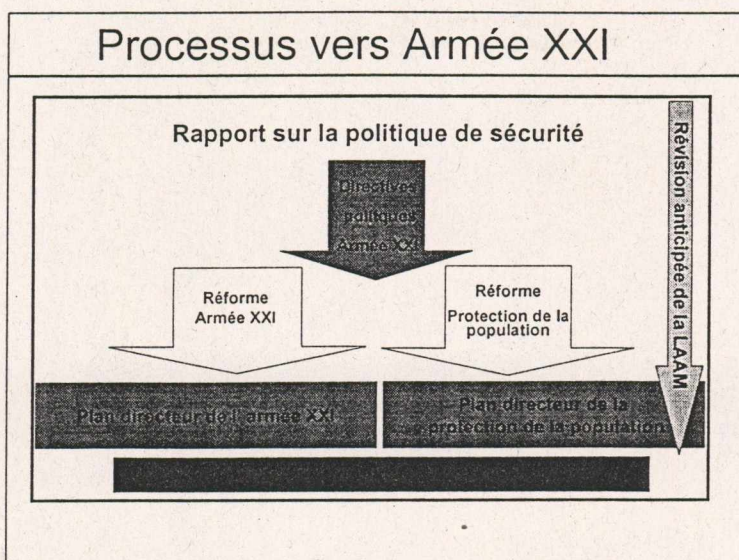 Processus vers Armée XXI
Rapport sur la politique de sécurité
Directives
politiques
Armée XXI
Réforme
Armée XXI
Réforme
Protection de la
population
Révision anticipée de la LAAM
Plan directeur de l'armée XXI
Plan directeur de la
protection de la population